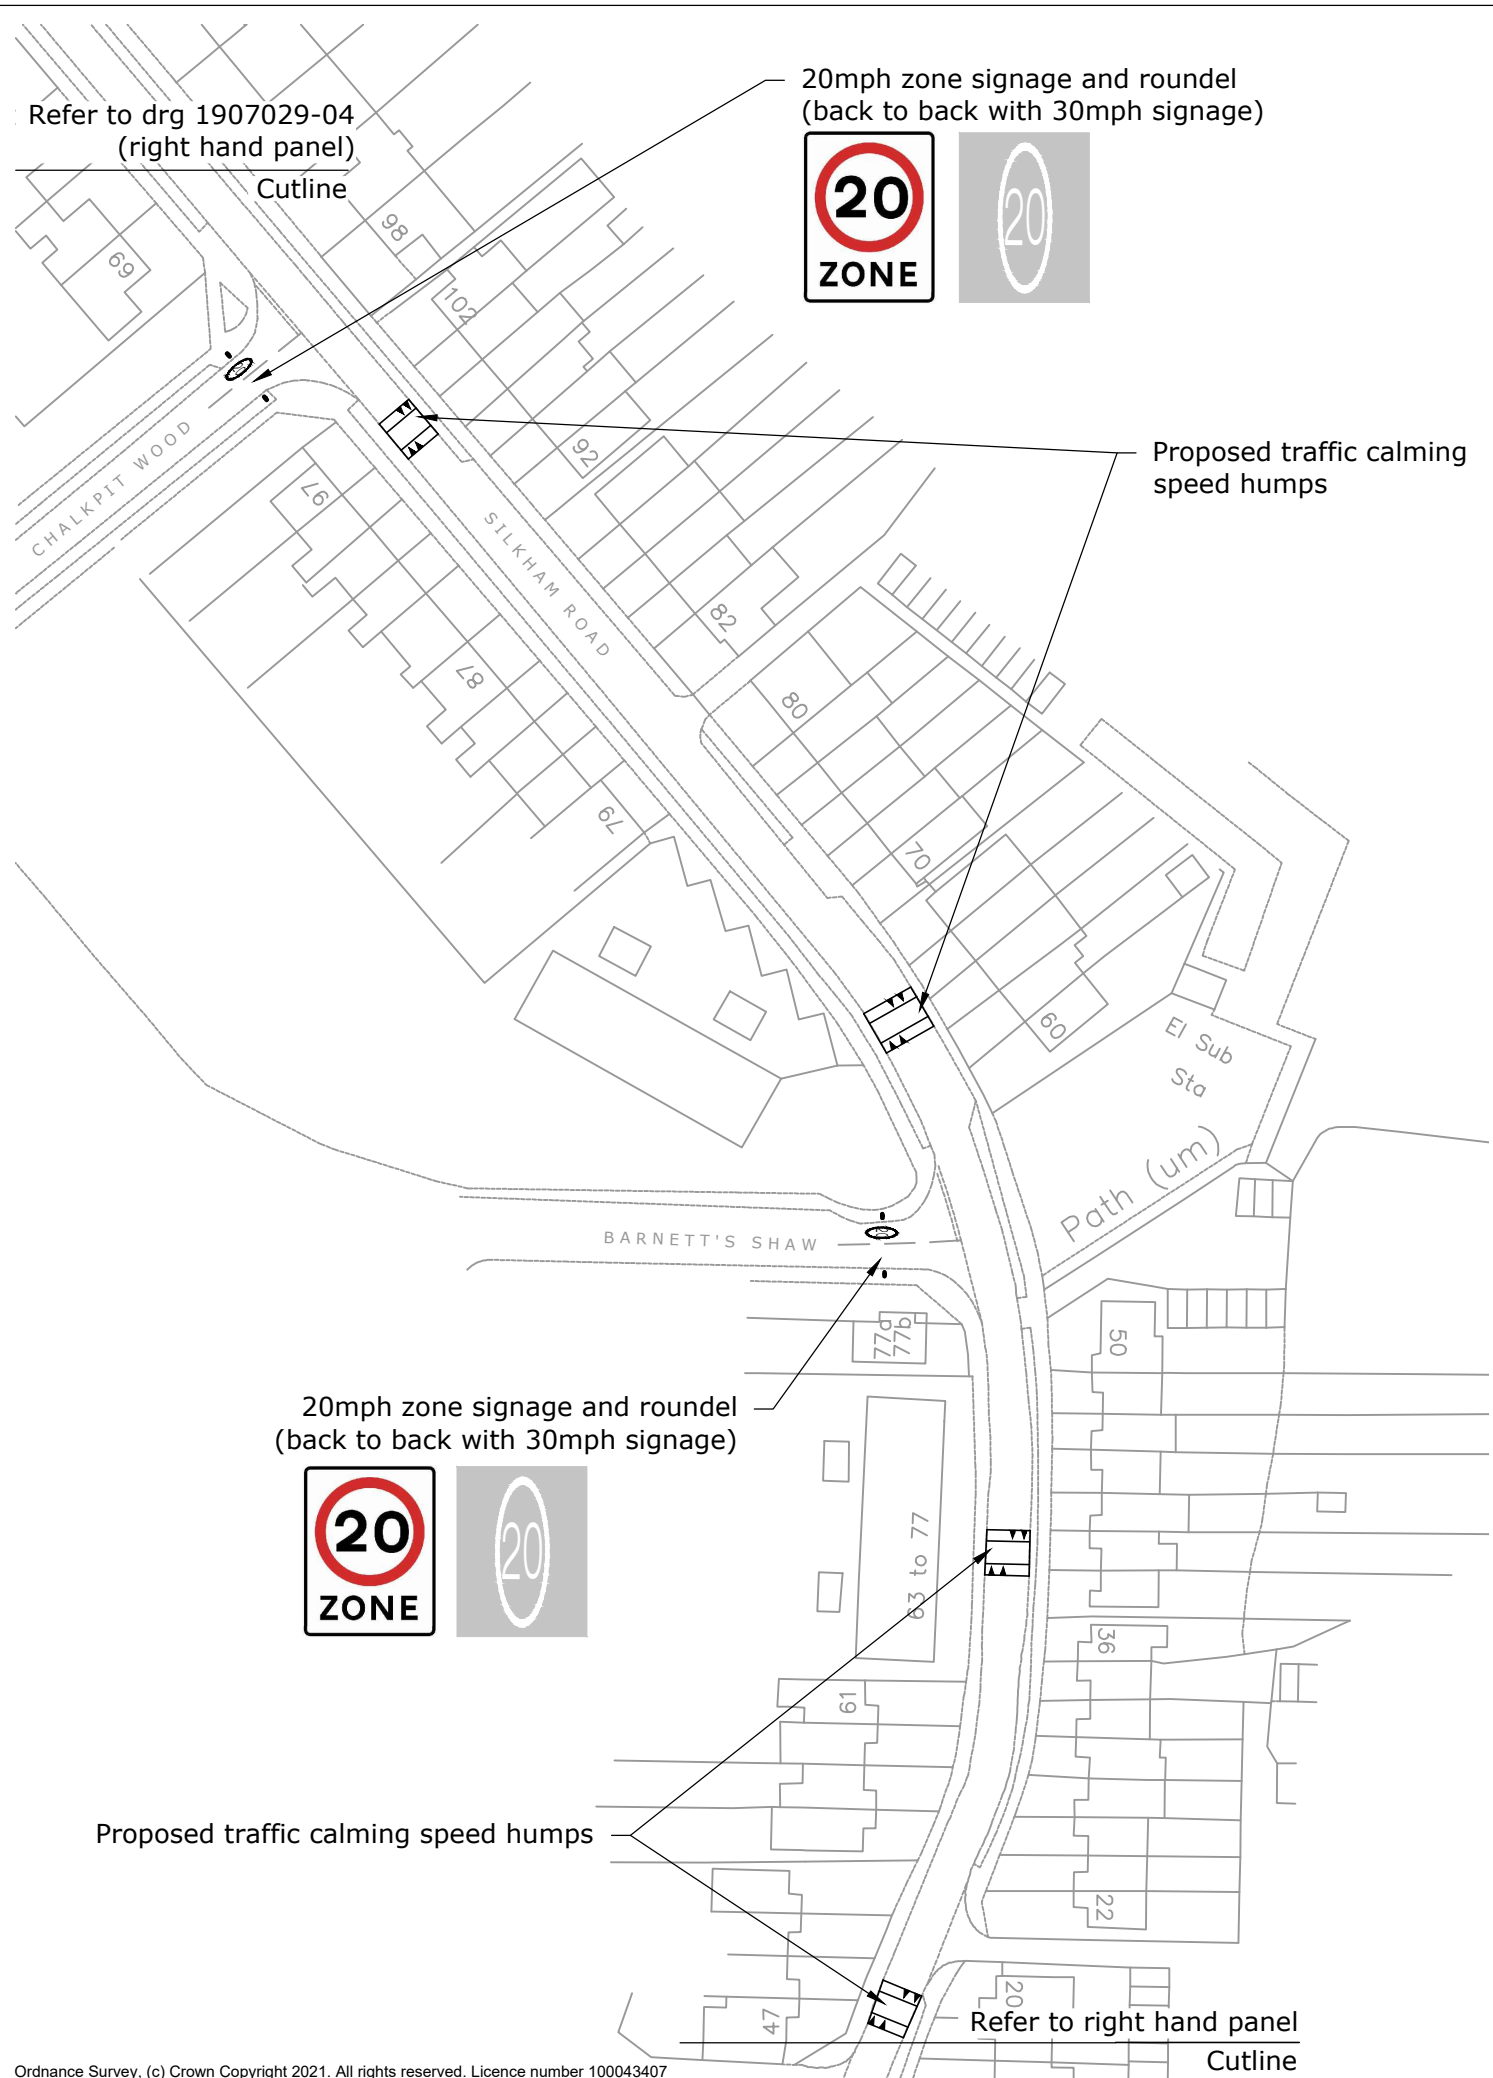 20mph zone signage and roundel
(back to back with 30mph signage)
Refer to drg 1907029-04
(right hand panel)
Cutline
20
ZONE
20
69
98
102
92
Proposed traffic calming
speed humps
CHALKPIT WOOD
97
SILKHAM ROAD
82
87
80
79
70
60
El Sub
Sta
Path (um)
BARNETT'S SHAW
77a
77b
50
20mph zone signage and roundel
(back to back with 30mph signage)
20
ZONE
20
63 to 77
36
61
Proposed traffic calming speed humps
22
20
47
Refer to right hand panel
Cutline
Ordnance Survey, (c) Crown Copyright 2021. All rights reserved. Licence number 100043407